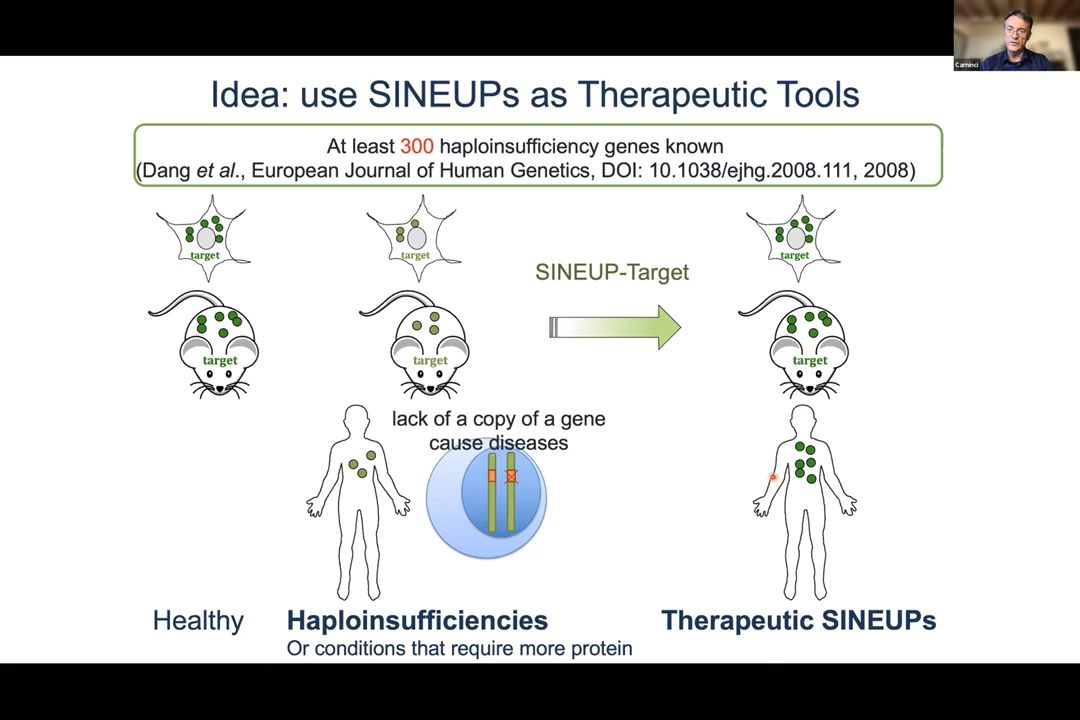 Carninci
Idea: use SINEUPs as Therapeutic Tools
At least 300 haploinsufficiency genes known
(Dang et al., European Journal of Human Genetics, DOI: 10.1038/ejhg.2008.111, 2008)
target
target
target
SINEUP-Target
target
target
target
lack of a copy of a gene
cause diseases
Healthy
Haploinsufficiencies
Therapeutic SINEUPs
Or conditions that require more protein